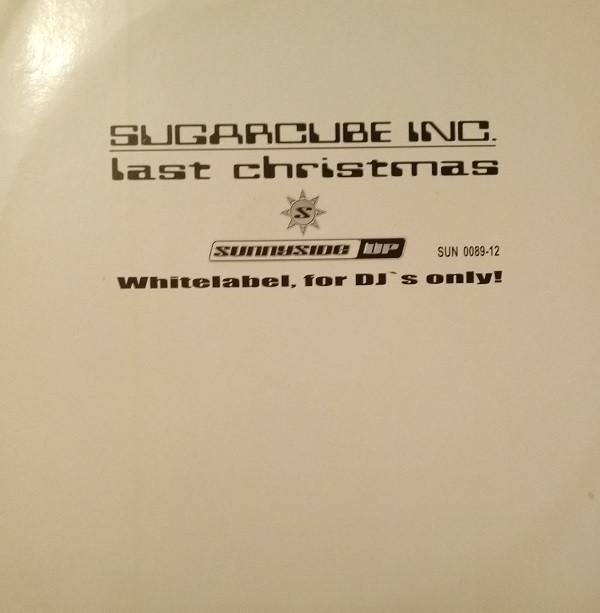 SUGARCUBE INC.
last christmas
S
SUNNYSIDE UP
SUN 0089-12
Whitelabel, for DJ`s only!